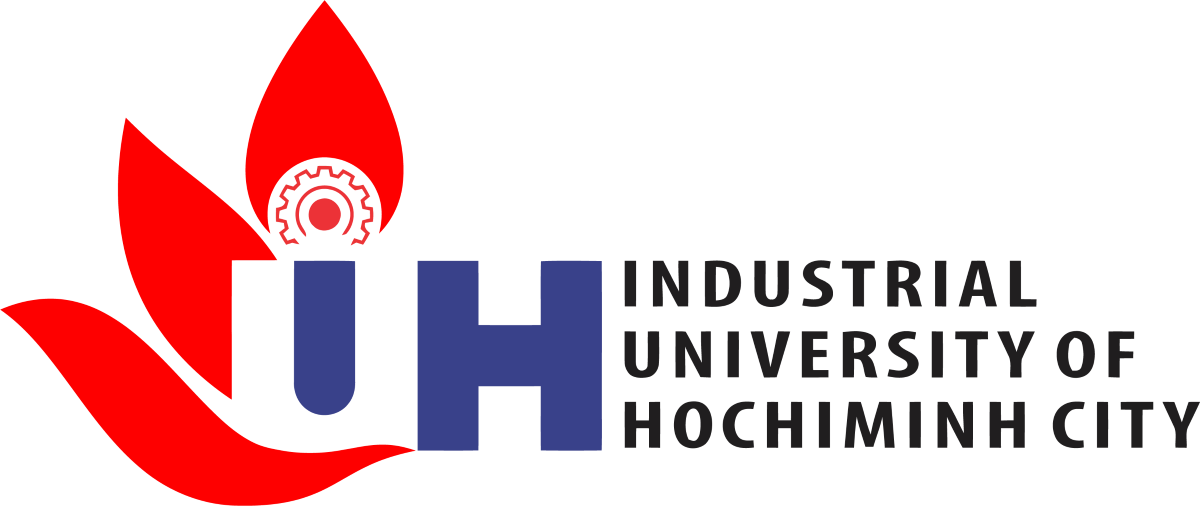 IUH
INDUSTRIAL
UNIVERSITY OF
HOCHIMINH CITY